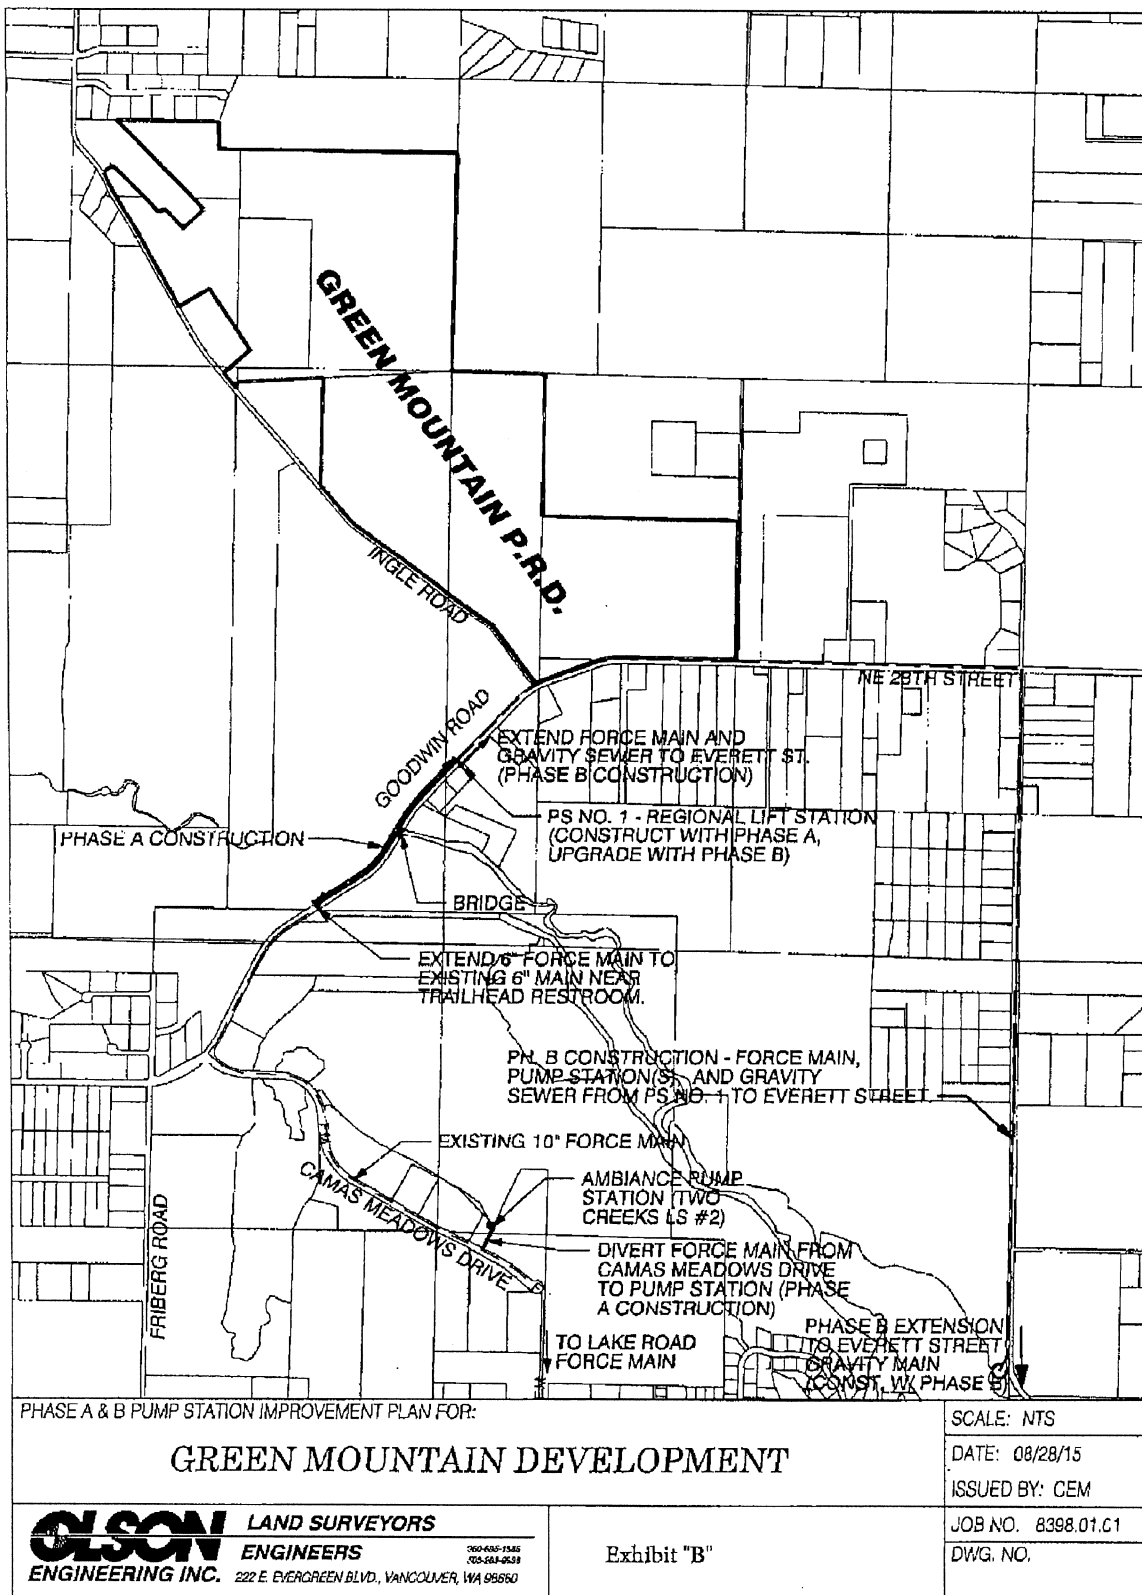 GREEN MOUNTAIN P.R.D.
INGLE ROAD
NE 28TH STREET
GOODWIN ROAD
EXTEND FORCE MAIN AND
GRAVITY SEWER TO EVERETT ST.
(PHASE B CONSTRUCTION)
PS NO. 1 - REGIONAL LIFT STATION
(CONSTRUCT WITH PHASE A,
UPGRADE WITH PHASE B)
PHASE A CONSTRUCTION
BRIDGE
EXTEND 6" FORCE MAIN TO
EXISTING 6" MAIN NEAR
TRAILHEAD RESTROOM.
PH. B CONSTRUCTION - FORCE MAIN,
PUMP STATION(S), AND GRAVITY
SEWER FROM PS NO. 1 TO EVERETT STREET
EXISTING 10" FORCE MAIN
AMBIANCE PUMP
STATION (TWO
CREEKS LS #2)
CAMAS MEADOWS DRIVE
FRIBERG ROAD
DIVERT FORCE MAIN FROM
CAMAS MEADOWS DRIVE
TO PUMP STATION (PHASE
A CONSTRUCTION)
TO LAKE ROAD
FORCE MAIN
PHASE B EXTENSION
TO EVERETT STREET
GRAVITY MAIN
(CONST. W/ PHASE
PHASE A & B PUMP STATION IMPROVEMENT PLAN FOR:
GREEN MOUNTAIN DEVELOPMENT
SCALE: NTS
DATE: 08/28/15
ISSUED BY: CEM
JOB NO. 8398.01.01
DWG. NO.
OLSON
ENGINEERING INC.
LAND SURVEYORS
ENGINEERS
222 E. EVERGREEN BLVD., VANCOUVER, WA 98660
Exhibit "B"